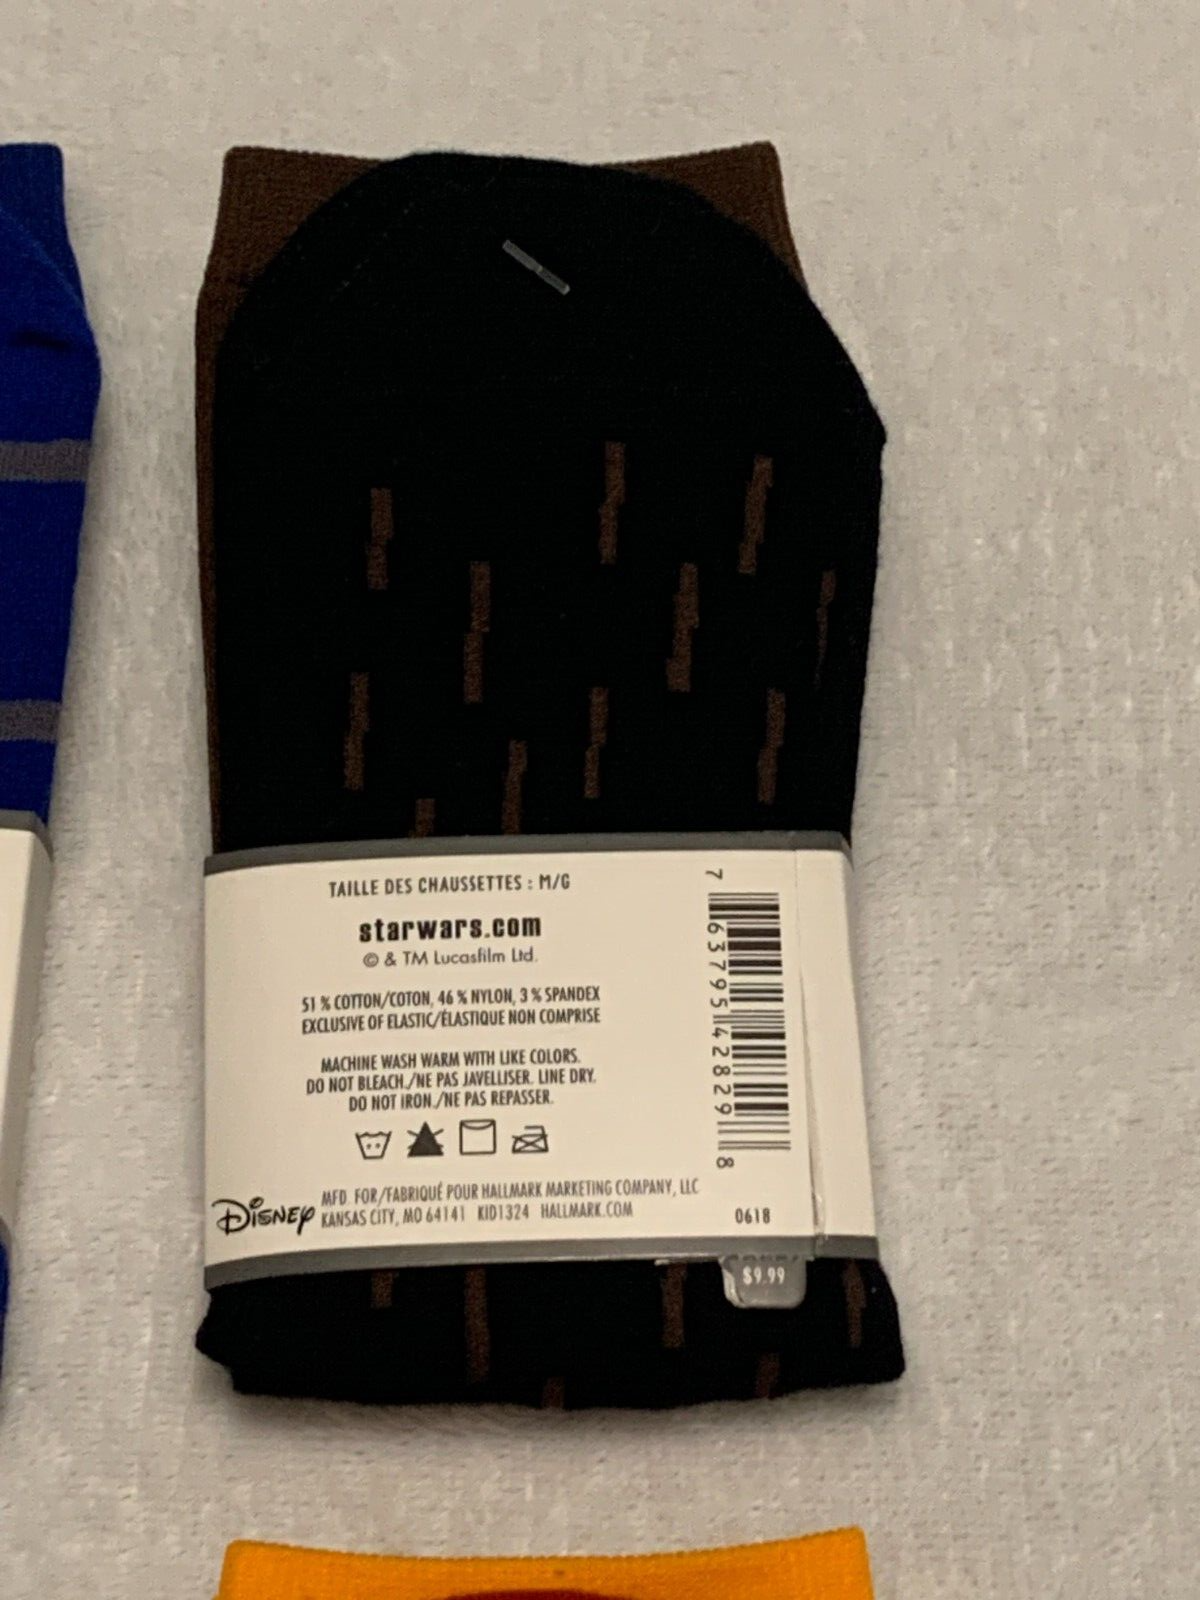 TAILLE DES CHAUSSETTES : M/G
starwars.com
© & TM Lucasfilm Ltd.
51 % COTTON/COTON, 46 % NYLON, 3 % SPANDEX
EXCLUSIVE OF ELASTIC/ÉLASTIQUE NON COMPRISE
MACHINE WASH WARM WITH LIKE COLORS.
DO NOT BLEACH./NE PAS JAVELLISER. LINE DRY.
DO NOT IRON./NE PAS REPASSER.
Disney
MFD. FOR/FABRIQUÉ POUR HALLMARK MARKETING COMPANY, LLC
KANSAS CITY, MO 64141 KID1324 HALLMARK.COM
7 63795 42829 8
0618
$9.99